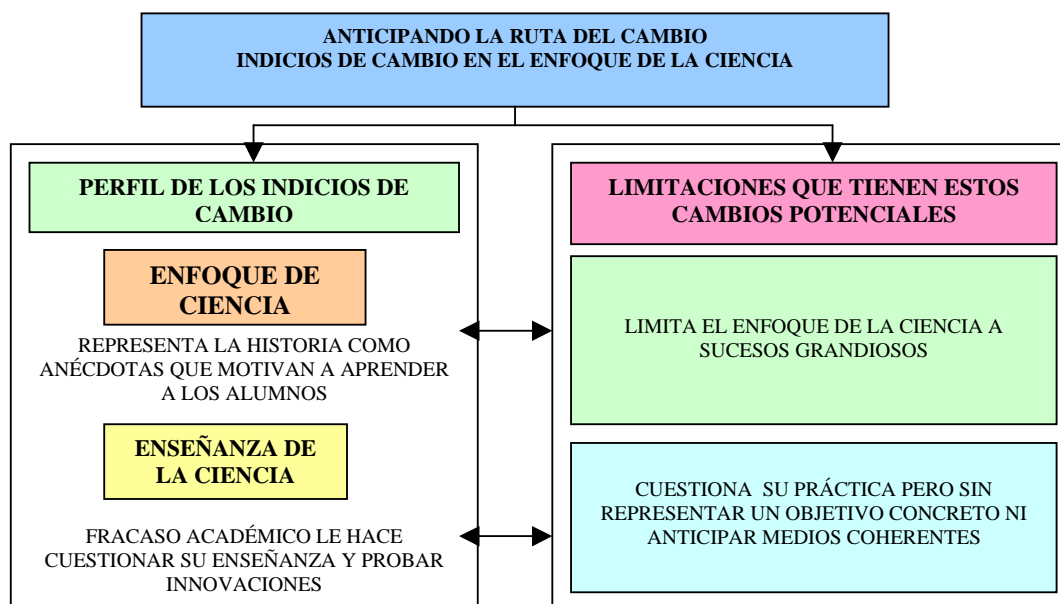 ANTICIPANDO LA RUTA DEL CAMBIO
INDICIOS DE CAMBIO EN EL ENFOQUE DE LA CIENCIA
PERFIL DE LOS INDICIOS DE
CAMBIO
ENFOQUE DE
CIENCIA
REPRESENTA LA HISTORIA COMO
ANÉCDOTAS QUE MOTIVAN A APRENDER
A LOS ALUMNOS
ENSEÑANZA DE
LA CIENCIA
FRACASO ACADÉMICO LE HACE
CUESTIONAR SU ENSEÑANZA Y PROBAR
INNOVACIONES
LIMITACIONES QUE TIENEN ESTOS
CAMBIOS POTENCIALES
LIMITA EL ENFOQUE DE LA CIENCIA A
SUCESOS GRANDIOSOS
CUESTIONA SU PRÁCTICA PERO SIN
REPRESENTAR UN OBJETIVO CONCRETO NI
ANTICIPAR MEDIOS COHERENTES